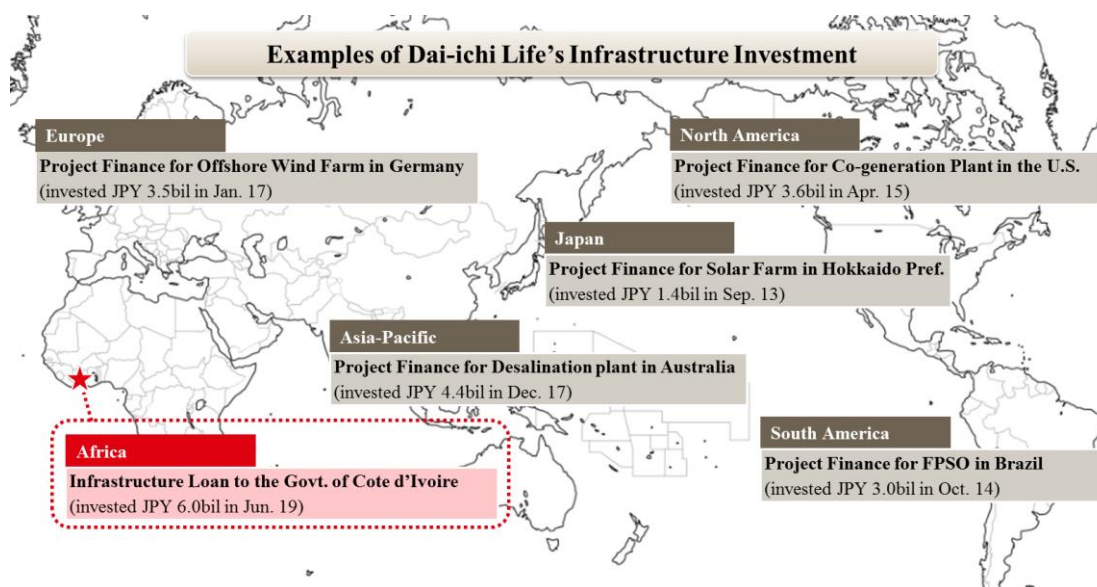 Examples of Dai-ichi Life's Infrastructure Investment
Europe
Project Finance for Offshore Wind Farm in Germany
(invested JPY 3.5bil in Jan. 17)
North America
Project Finance for Co-generation Plant in the U.S.
(invested JPY 3.6bil in Apr. 15)
Japan
Project Finance for Solar Farm in Hokkaido Pref.
(invested JPY 1.4bil in Sep. 13)
Asia-Pacific
Project Finance for Desalination plant in Australia
(invested JPY 4.4bil in Dec. 17)
Africa
Infrastructure Loan to the Govt. of Cote d'Ivoire
(invested JPY 6.0bil in Jun. 19)
South America
Project Finance for FPSO in Brazil
(invested JPY 3.0bil in Oct. 14)